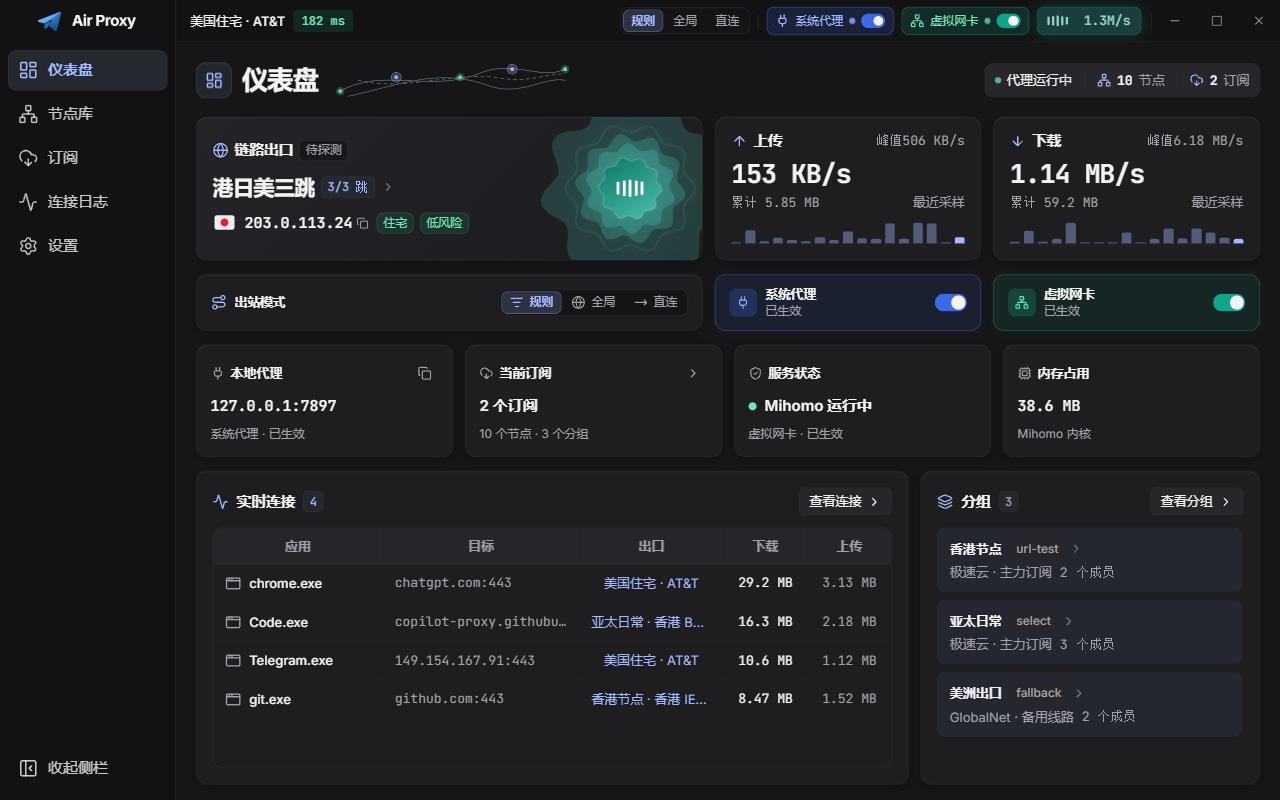 Air Proxy
美国住宅 · AT&T 182 ms
规则 全局 直连
系统代理
虚拟网卡
1.3M/s
仪表盘
节点库
订阅
连接日志
设置
收起侧栏
仪表盘
代理运行中 10 节点 2 订阅
链路出口 待探测
港日美三跳 3/3 跳
203.0.113.24 住宅 低风险
上传 峰值506 KB/s
153 KB/s
累计 5.85 MB 最近采样
下载 峰值6.18 MB/s
1.14 MB/s
累计 59.2 MB 最近采样
出站模式 规则 全局 直连
系统代理
已生效
虚拟网卡
已生效
本地代理
127.0.0.1:7897
系统代理 · 已生效
当前订阅
2 个订阅
10 个节点 · 3 个分组
服务状态
Mihomo 运行中
虚拟网卡 · 已生效
内存占用
38.6 MB
Mihomo 内核
实时连接 4 查看连接
应用 目标 出口 下载 上传
chrome.exe chatgpt.com:443 美国住宅 · AT&T 29.2 MB 3.13 MB
Code.exe copilot-proxy.githubu… 亚太日常 · 香港 B... 16.3 MB 2.18 MB
Telegram.exe 149.154.167.91:443 美国住宅 · AT&T 10.6 MB 1.12 MB
git.exe github.com:443 香港节点 · 香港 IE... 8.47 MB 1.52 MB
分组 3 查看分组
香港节点 url-test
极速云 · 主力订阅 2 个成员
亚太日常 select
极速云 · 主力订阅 3 个成员
美洲出口 fallback
GlobalNet · 备用线路 2 个成员